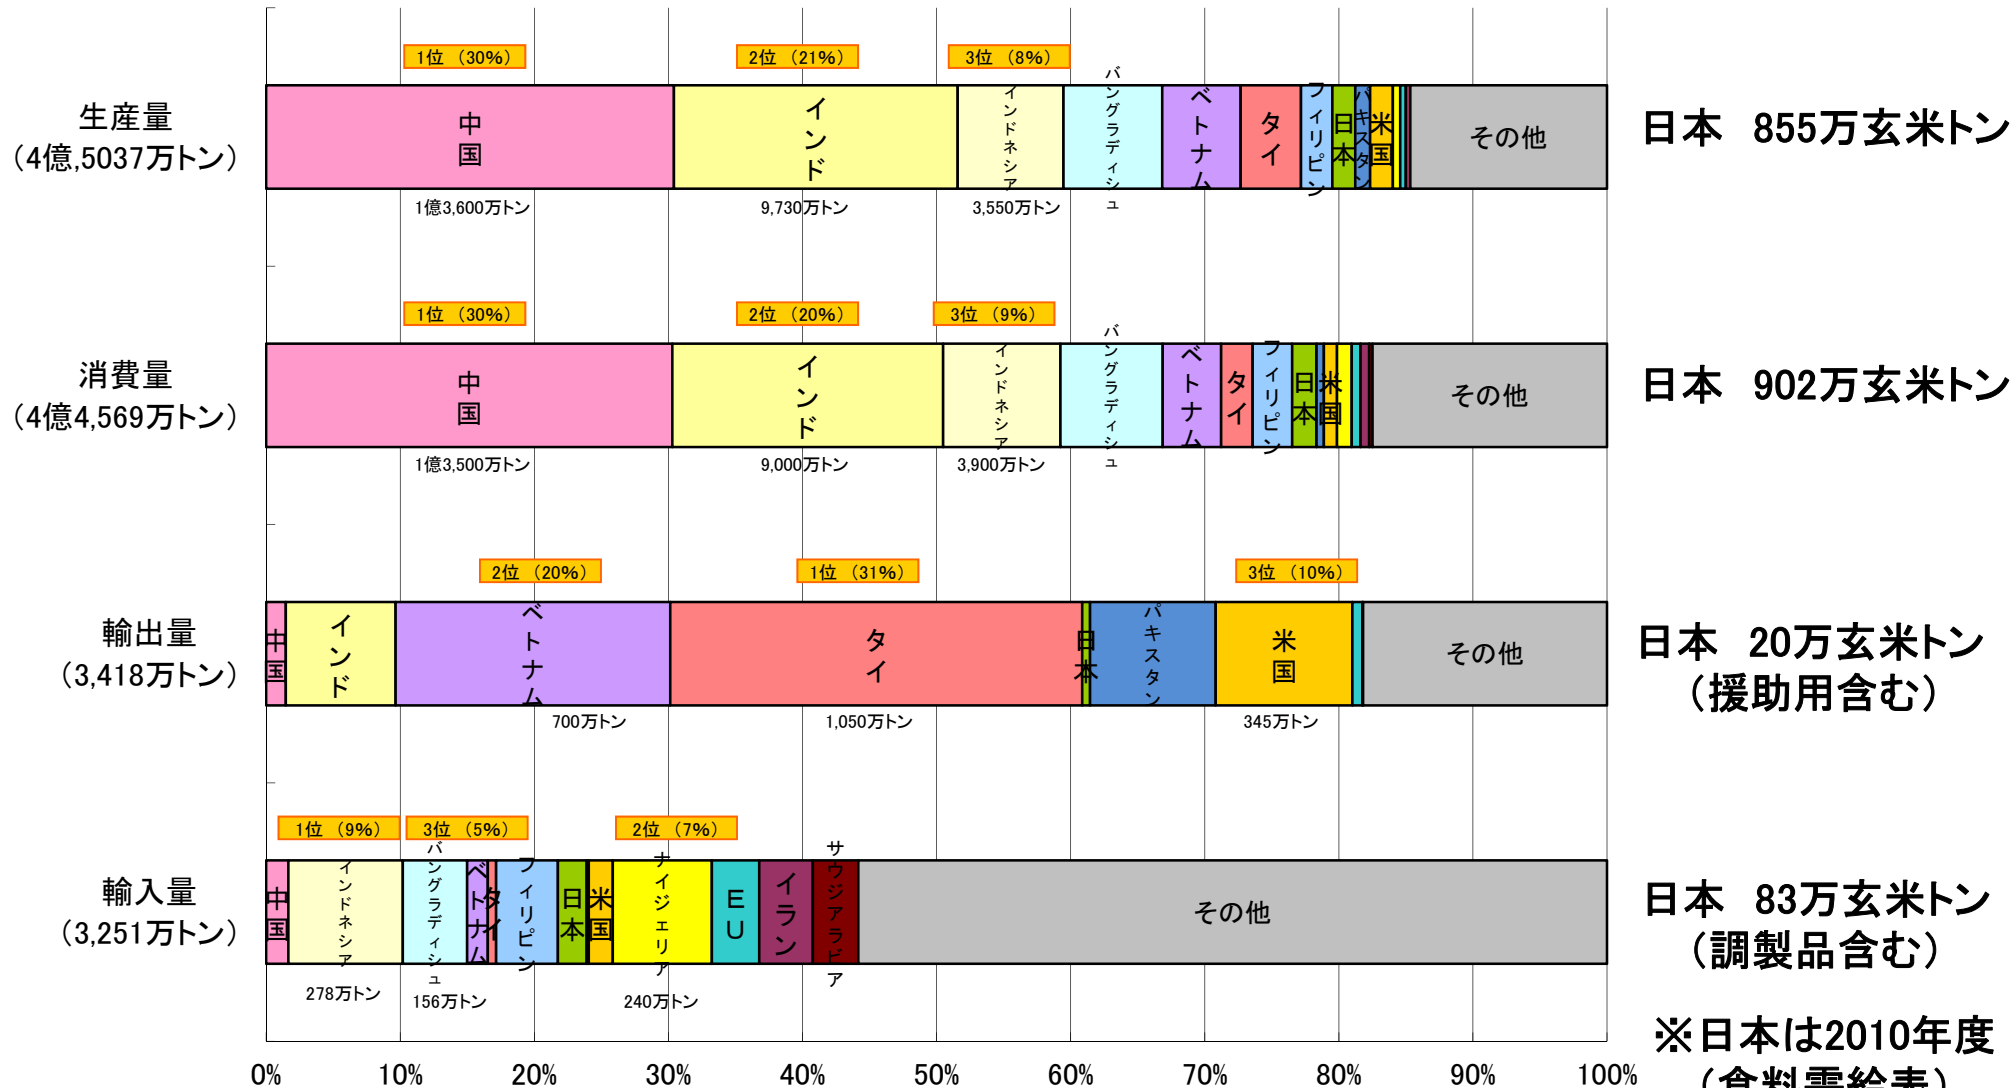 1位（30%）
2位（21%）
3位（8%）
生産量
（4億,5037万トン）
中国
インド
インドネシア
バングラディシュ
ベトナム
タイ
フィリピン
日本
パキスタン
米国
その他
日本　855万玄米トン
1億3,600万トン
9,730万トン
3,550万トン
1位（30%）
2位（20%）
3位（9%）
消費量
（4億4,569万トン）
中国
インド
インドネシア
バングラディシュ
ベトナム
タイ
フィリピン
日本
米国
その他
日本　902万玄米トン
1億3,500万トン
9,000万トン
3,900万トン
2位（20%）
1位（31%）
3位（10%）
輸出量
（3,418万トン）
中国
インド
ベトナム
タイ
日本
パキスタン
米国
その他
日本　20万玄米トン
（援助用含む）
700万トン
1,050万トン
345万トン
1位（9%）
3位（5%）
2位（7%）
輸入量
（3,251万トン）
中国
インドネシア
バングラディシュ
ベトナム
タイ
フィリピン
日本
米国
ナイジェリア
EU
イラン
サウジアラビア
その他
日本　83万玄米トン
（調製品含む）
278万トン
156万トン
240万トン
※日本は2010年度
（食料需給表）
0%
10%
20%
30%
40%
50%
60%
70%
80%
90%
100%